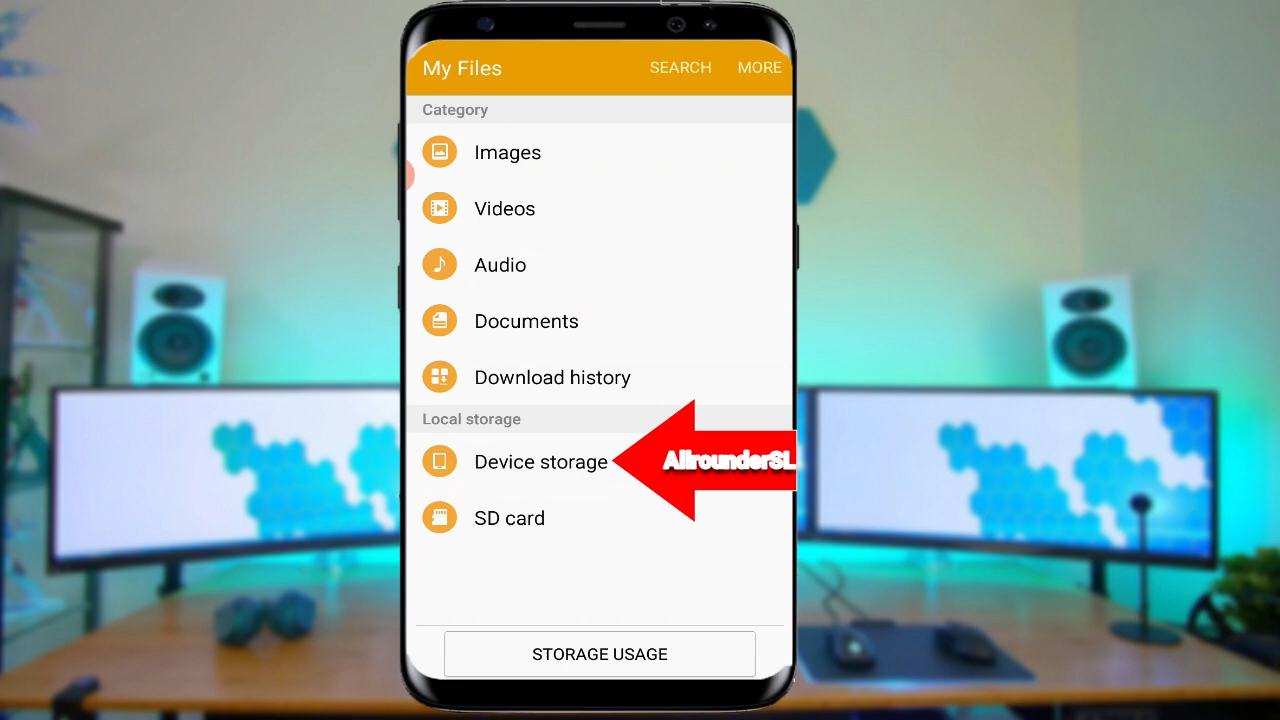 My Files
SEARCH
MORE
Category
Images
Videos
Audio
Documents
Download history
Local storage
Device storage
AllrounderSL
SD card
STORAGE USAGE